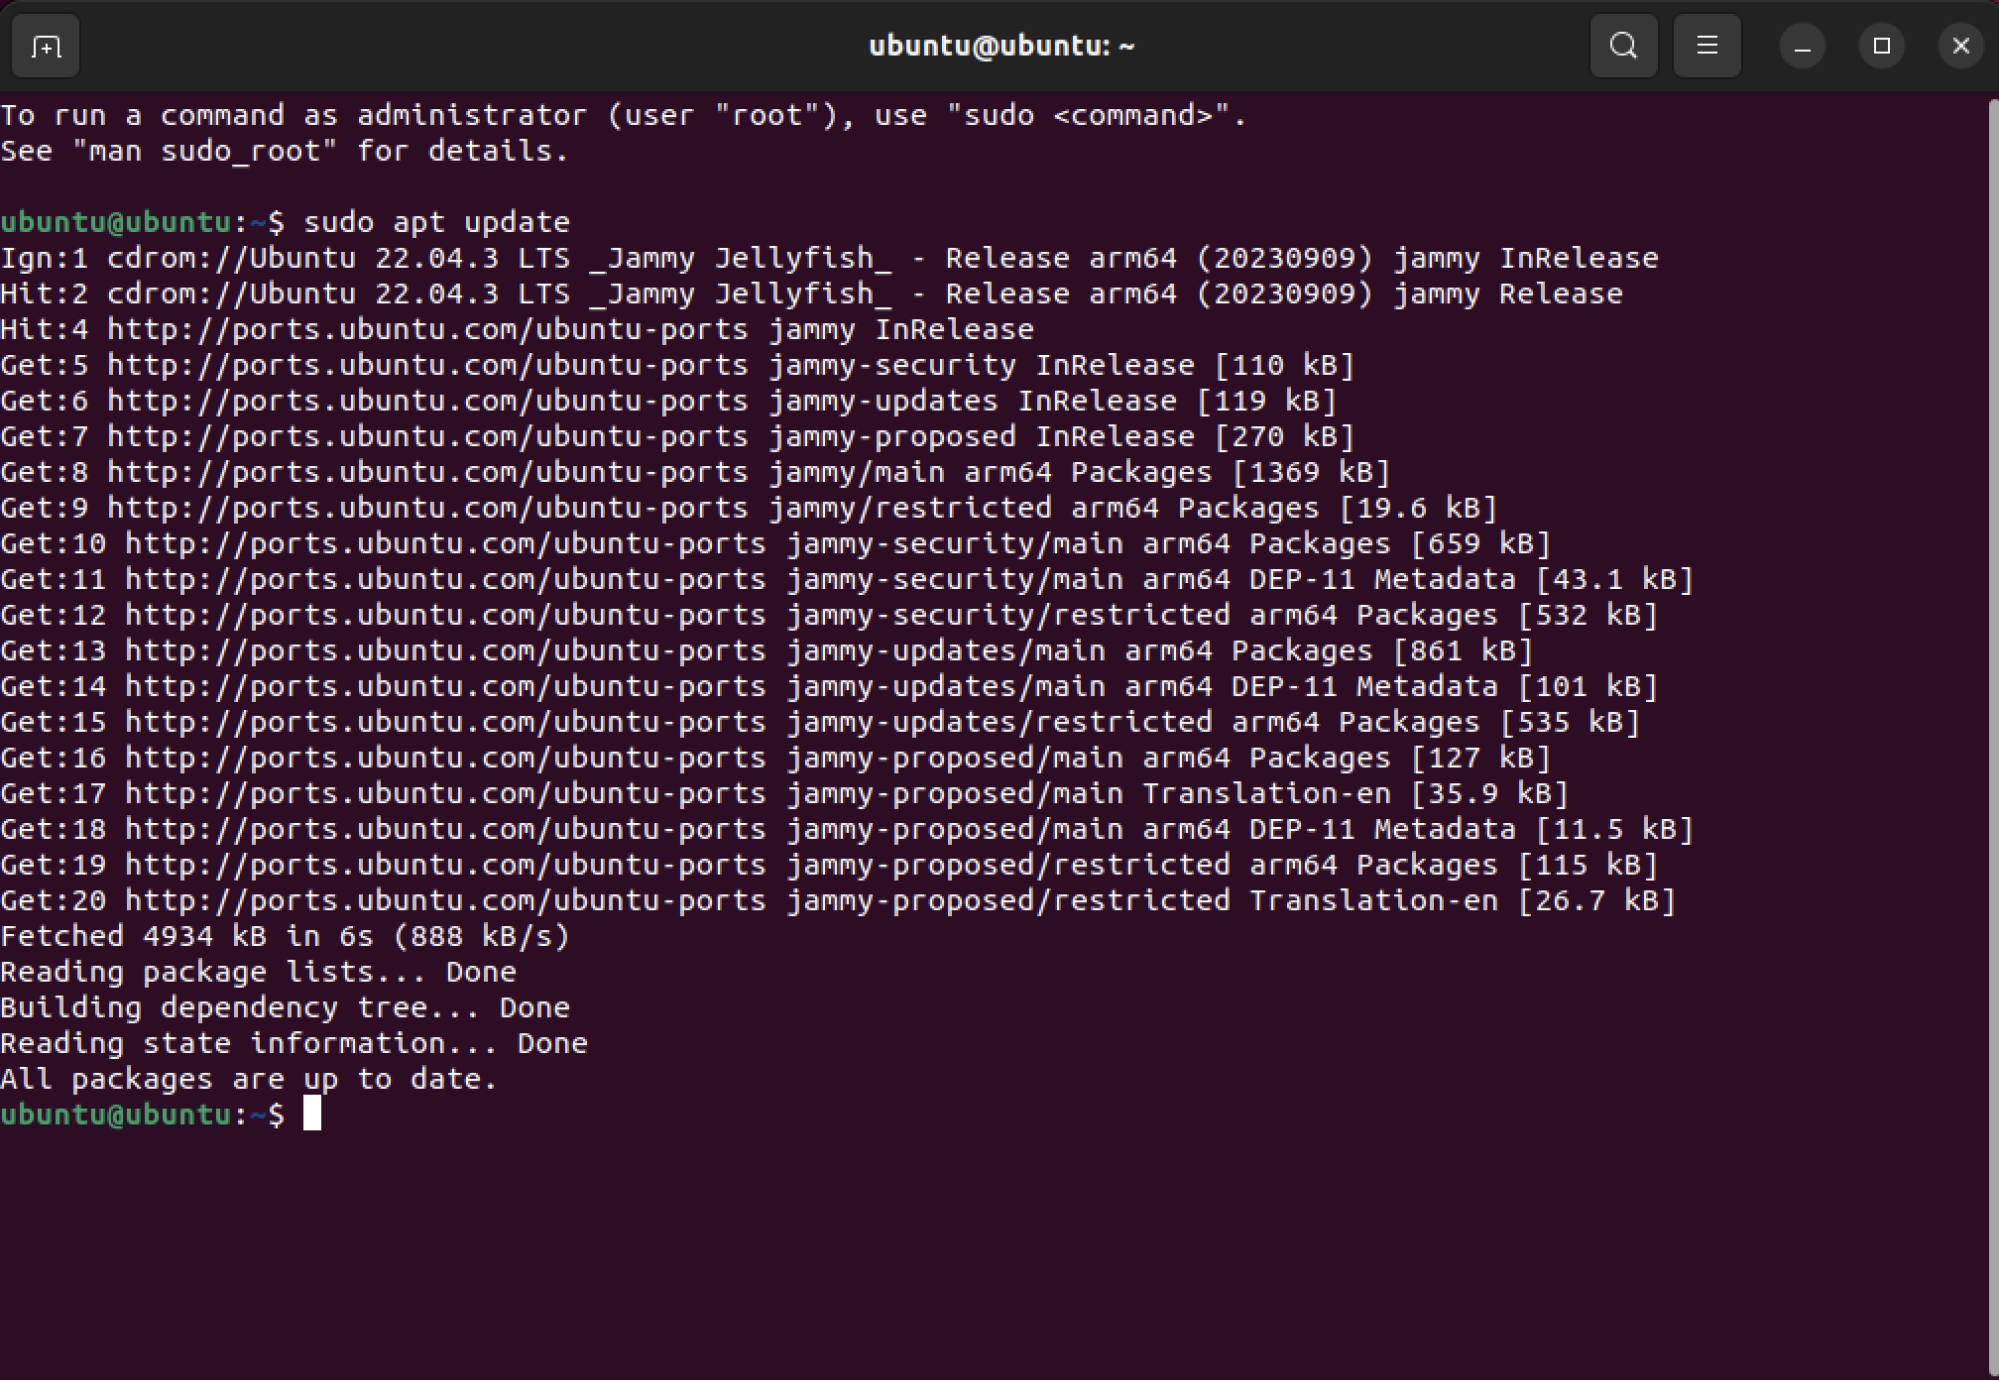 ubuntu@ubuntu: ~
To run a command as administrator (user "root"), use "sudo <command>".
See "man sudo_root" for details.
ubuntu@ubuntu:~$ sudo apt update
Ign:1 cdrom://Ubuntu 22.04.3 LTS _Jammy Jellyfish_ - Release arm64 (20230909) jammy InRelease
Hit:2 cdrom://Ubuntu 22.04.3 LTS _Jammy Jellyfish_ - Release arm64 (20230909) jammy Release
Hit:4 http://ports.ubuntu.com/ubuntu-ports jammy InRelease
Get:5 http://ports.ubuntu.com/ubuntu-ports jammy-security InRelease [110 kB]
Get:6 http://ports.ubuntu.com/ubuntu-ports jammy-updates InRelease [119 kB]
Get:7 http://ports.ubuntu.com/ubuntu-ports jammy-proposed InRelease [270 kB]
Get:8 http://ports.ubuntu.com/ubuntu-ports jammy/main arm64 Packages [1369 kB]
Get:9 http://ports.ubuntu.com/ubuntu-ports jammy/restricted arm64 Packages [19.6 kB]
Get:10 http://ports.ubuntu.com/ubuntu-ports jammy-security/main arm64 Packages [659 kB]
Get:11 http://ports.ubuntu.com/ubuntu-ports jammy-security/main arm64 DEP-11 Metadata [43.1 kB]
Get:12 http://ports.ubuntu.com/ubuntu-ports jammy-security/restricted arm64 Packages [532 kB]
Get:13 http://ports.ubuntu.com/ubuntu-ports jammy-updates/main arm64 Packages [861 kB]
Get:14 http://ports.ubuntu.com/ubuntu-ports jammy-updates/main arm64 DEP-11 Metadata [101 kB]
Get:15 http://ports.ubuntu.com/ubuntu-ports jammy-updates/restricted arm64 Packages [535 kB]
Get:16 http://ports.ubuntu.com/ubuntu-ports jammy-proposed/main arm64 Packages [127 kB]
Get:17 http://ports.ubuntu.com/ubuntu-ports jammy-proposed/main Translation-en [35.9 kB]
Get:18 http://ports.ubuntu.com/ubuntu-ports jammy-proposed/main arm64 DEP-11 Metadata [11.5 kB]
Get:19 http://ports.ubuntu.com/ubuntu-ports jammy-proposed/restricted arm64 Packages [115 kB]
Get:20 http://ports.ubuntu.com/ubuntu-ports jammy-proposed/restricted Translation-en [26.7 kB]
Fetched 4934 kB in 6s (888 kB/s)
Reading package lists... Done
Building dependency tree... Done
Reading state information... Done
All packages are up to date.
ubuntu@ubuntu:~$